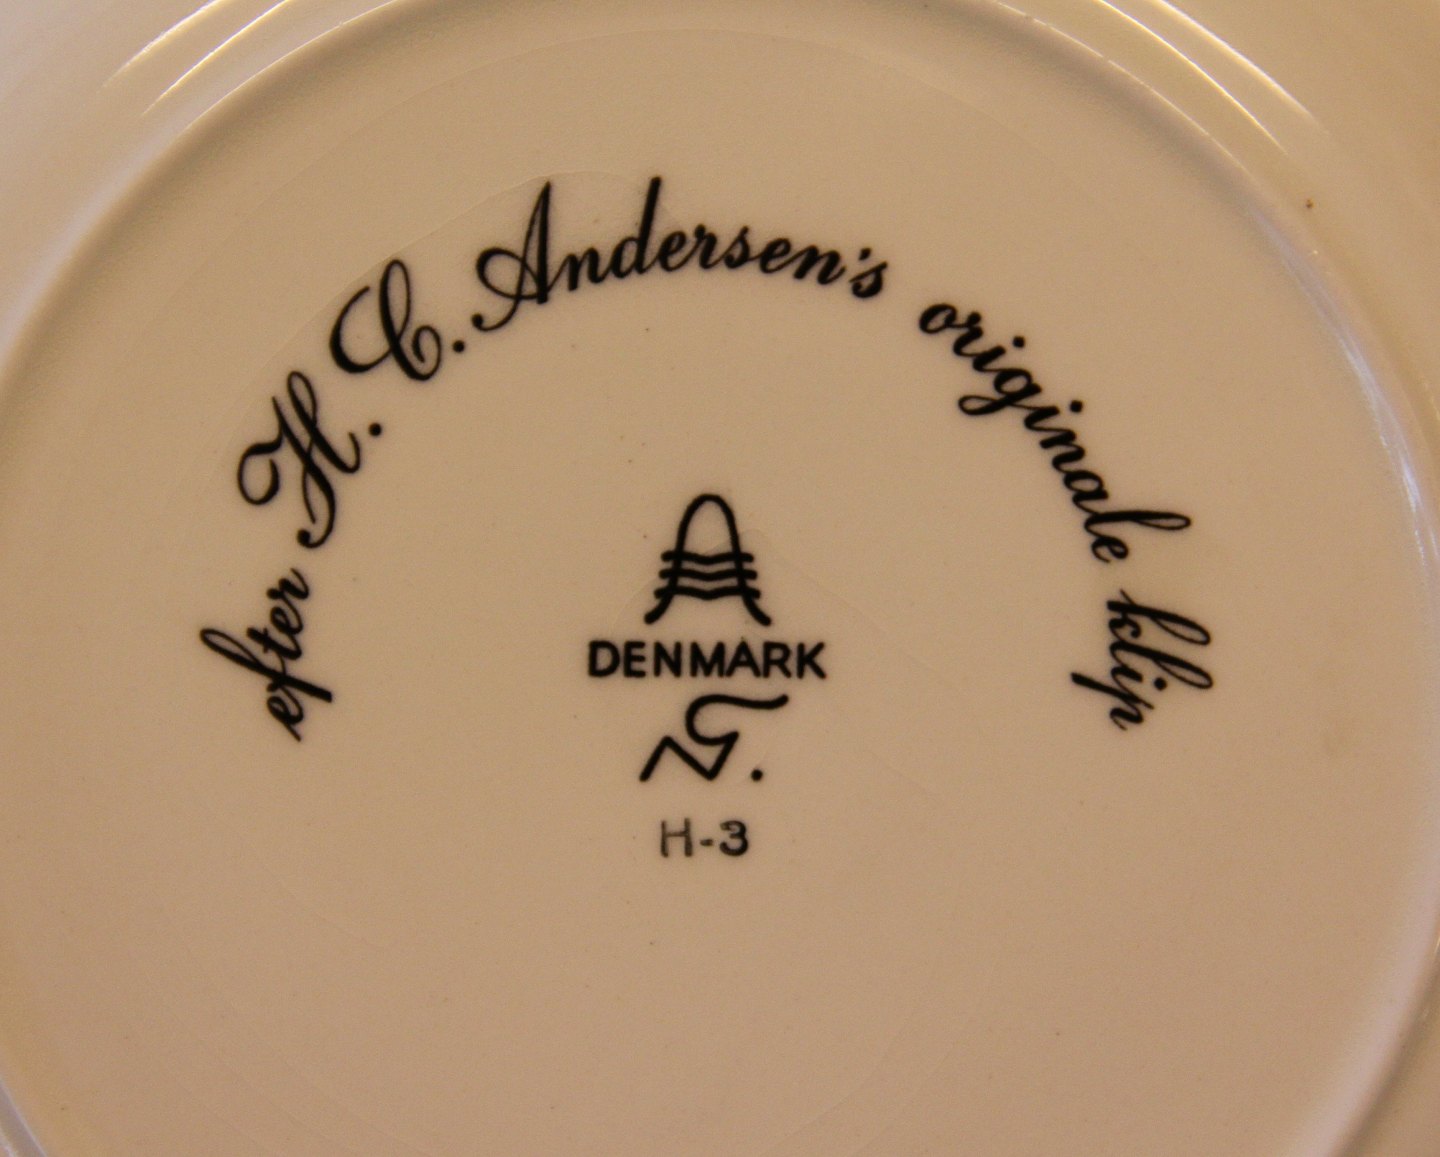 efter H. C. Andersen's originale klip
DENMARK
H-3